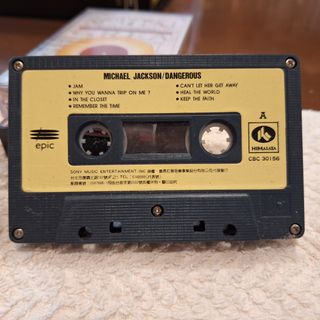 MICHAEL JACKSON/DANGEROUS
• JAM
• WHY YOU WANNA TRIP ON ME ?
• IN THE CLOSET
• REMEMBER THE TIME
• CAN'T LET HER GET AWAY
• HEAL THE WORLD
• KEEP THE FAITH
A
epic
HIMALAYA
CBC 30156
SONY MUSIC ENTERTAINMENT INC